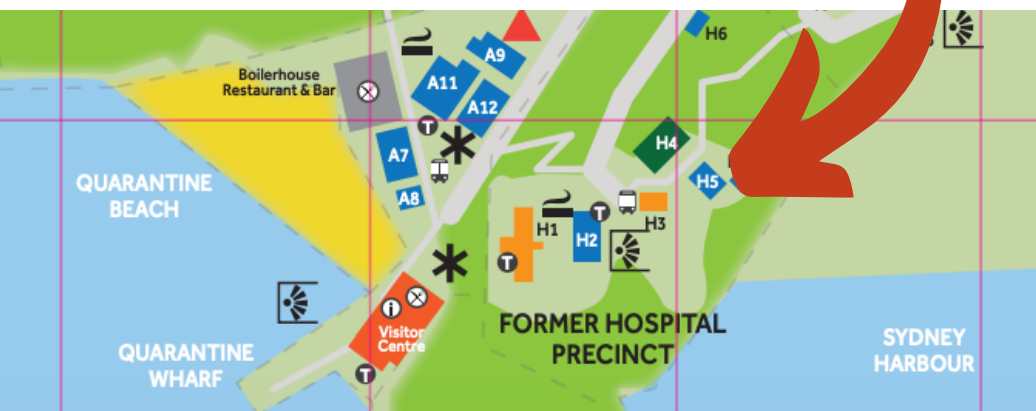 H6
A9
Boilerhouse
Restaurant & Bar
A11
A12
T
H4
A7
QUARANTINE
BEACH
H5
A8
T
H1
H3
H2
T
i
FORMER HOSPITAL
PRECINCT
Visitor
Centre
SYDNEY
HARBOUR
QUARANTINE
WHARF
T